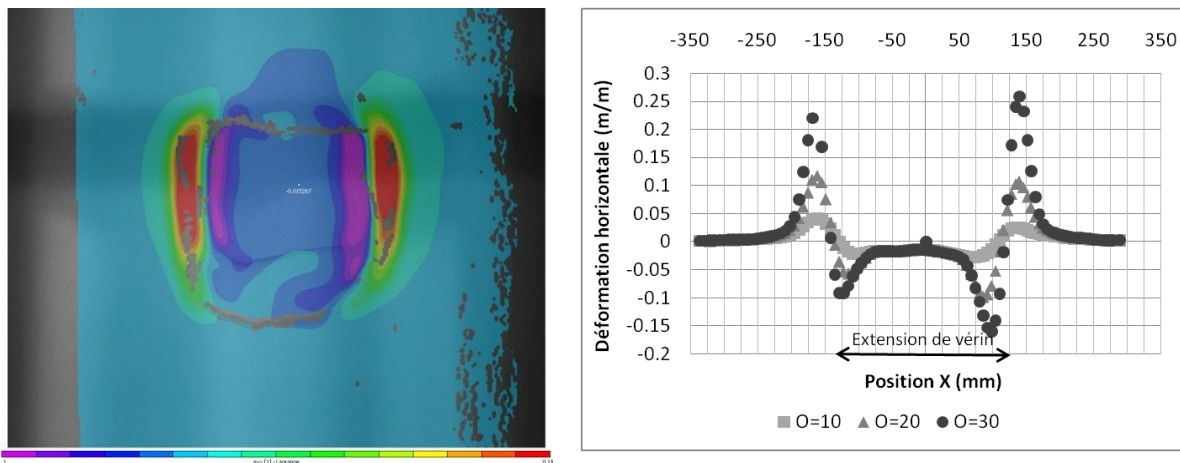 -0.015267
-350 -250 -150 -50 50 150 250 350
0.3
0.25
0.2
0.15
0.1
0.05
0
-0.05
-0.1
-0.15
-0.2
Déformation horizontale (m/m)
Extension de vérin
Position X (mm)
O=10 O=20 O=30